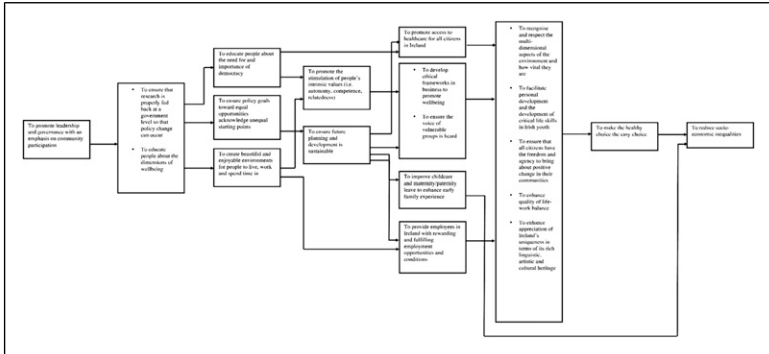 To promote leadership
and governance with an
emphasis on community
participation
• To ensure that
research is
properly fed
back at a
government
level so that
policy change
can occur
• To educate
people about the
dimensions of
wellbeing
To educate people about
the need for and
importance of
democracy
To ensure policy goals
toward equal
opportunities
acknowledge unequal
starting points
To create beautiful and
enjoyable environments
for people to live, work
and spend time in
To promote the
stimulation of people's
intrinsic values (i.e.
autonomy, competence,
relatedness)
To ensure future
planning and
development is
sustainable
To promote access to
healthcare for all citizens
in Ireland
• To develop
ethical
frameworks in
business to
promote
wellbeing
• To ensure the
voice of
vulnerable
groups is heard
To improve childcare
and maternity/paternity
leave to enhance early
family experience
To provide employees in
Ireland with rewarding
and fulfilling
employment
opportunities and
conditions
• To recognise
and respect the
multi-
dimensional
aspects of the
environment and
how vital they
are
• To facilitate
personal
development and
the development of
critical life skills
in Irish youth
• To ensure that
all citizens have
the freedom and
agency to bring
about positive
change in their
communities
• To enhance
quality of life-
work balance
• To enhance
appreciation of
Ireland's
uniqueness in
terms of its rich
linguistic,
artistic and
cultural heritage
To make the healthy
choice the easy choice
To reduce socio-
economic inequalities